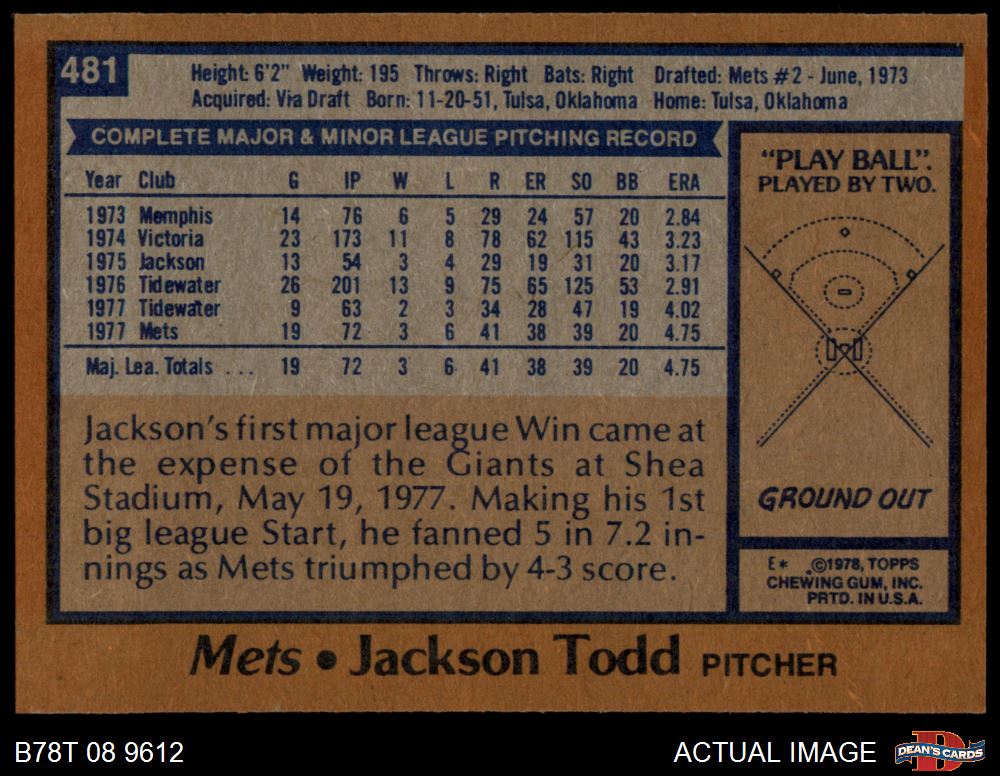 481
Height: 6'2" Weight: 195 Throws: Right Bats: Right Drafted: Mets #2 - June, 1973
Acquired: Via Draft Born: 11-20-51, Tulsa, Oklahoma Home: Tulsa, Oklahoma
COMPLETE MAJOR & MINOR LEAGUE PITCHING RECORD
Year Club G IP W L R ER SO BB ERA
1973 Memphis 14 76 6 5 29 24 57 20 2.84
1974 Victoria 23 173 11 8 78 62 115 43 3.23
1975 Jackson 13 54 3 4 29 19 31 20 3.17
1976 Tidewater 26 201 13 9 75 65 125 53 2.91
1977 Tidewater 9 63 2 3 34 28 47 19 4.02
1977 Mets 19 72 3 6 41 38 39 20 4.75
Maj. Lea. Totals ... 19 72 3 6 41 38 39 20 4.75
Jackson's first major league Win came at
the expense of the Giants at Shea
Stadium, May 19, 1977. Making his 1st
big league Start, he fanned 5 in 7.2 in-
nings as Mets triumphed by 4-3 score.
"PLAY BALL".
PLAYED BY TWO.
GROUND OUT
E* ©1978, TOPPS
CHEWING GUM, INC.
PRTD. IN U.S.A.
Mets • Jackson Todd PITCHER
B78T 08 9612
ACTUAL IMAGE
DEAN'S CARDS